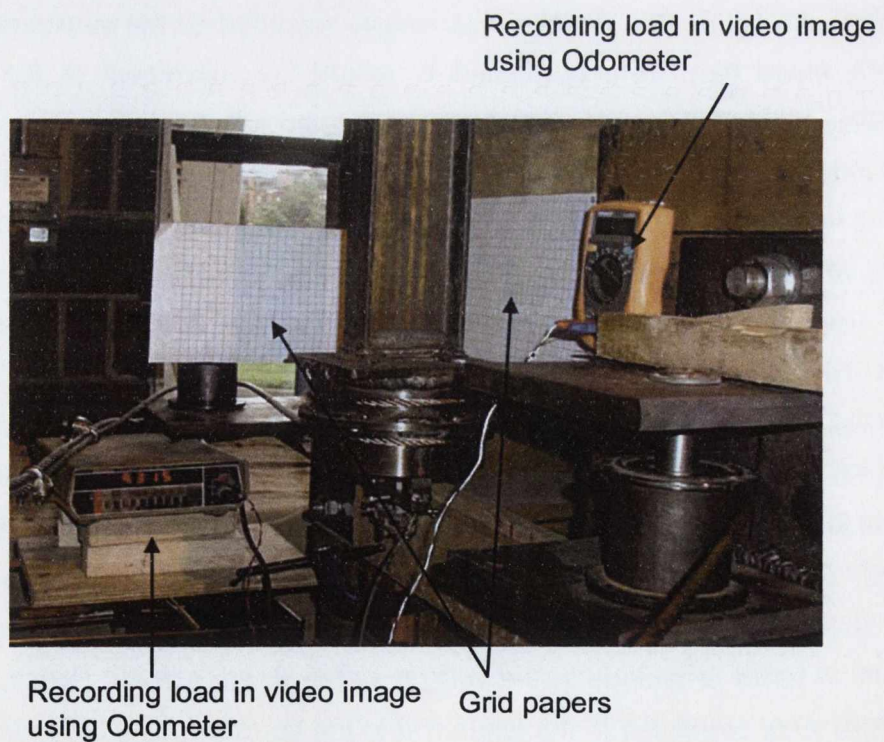 Recording load in video image
using Odometer
Recording load in video image
using Odometer
Grid papers